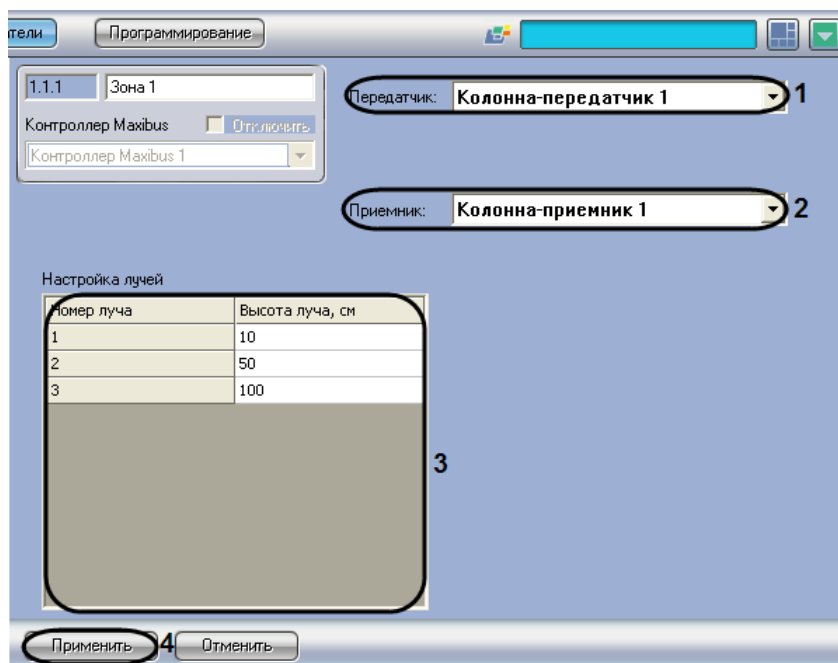 тели
Программирование
1.1.1
Зона 1
Контроллер Maxibus
Отключить
Контроллер Maxibus 1
Передатчик:
Колонна-передатчик 1
1
Приемник:
Колонна-приемник 1
2
Настройка лучей
Номер луча
Высота луча, см
1
10
2
50
3
100
3
Применить
4
Отменить